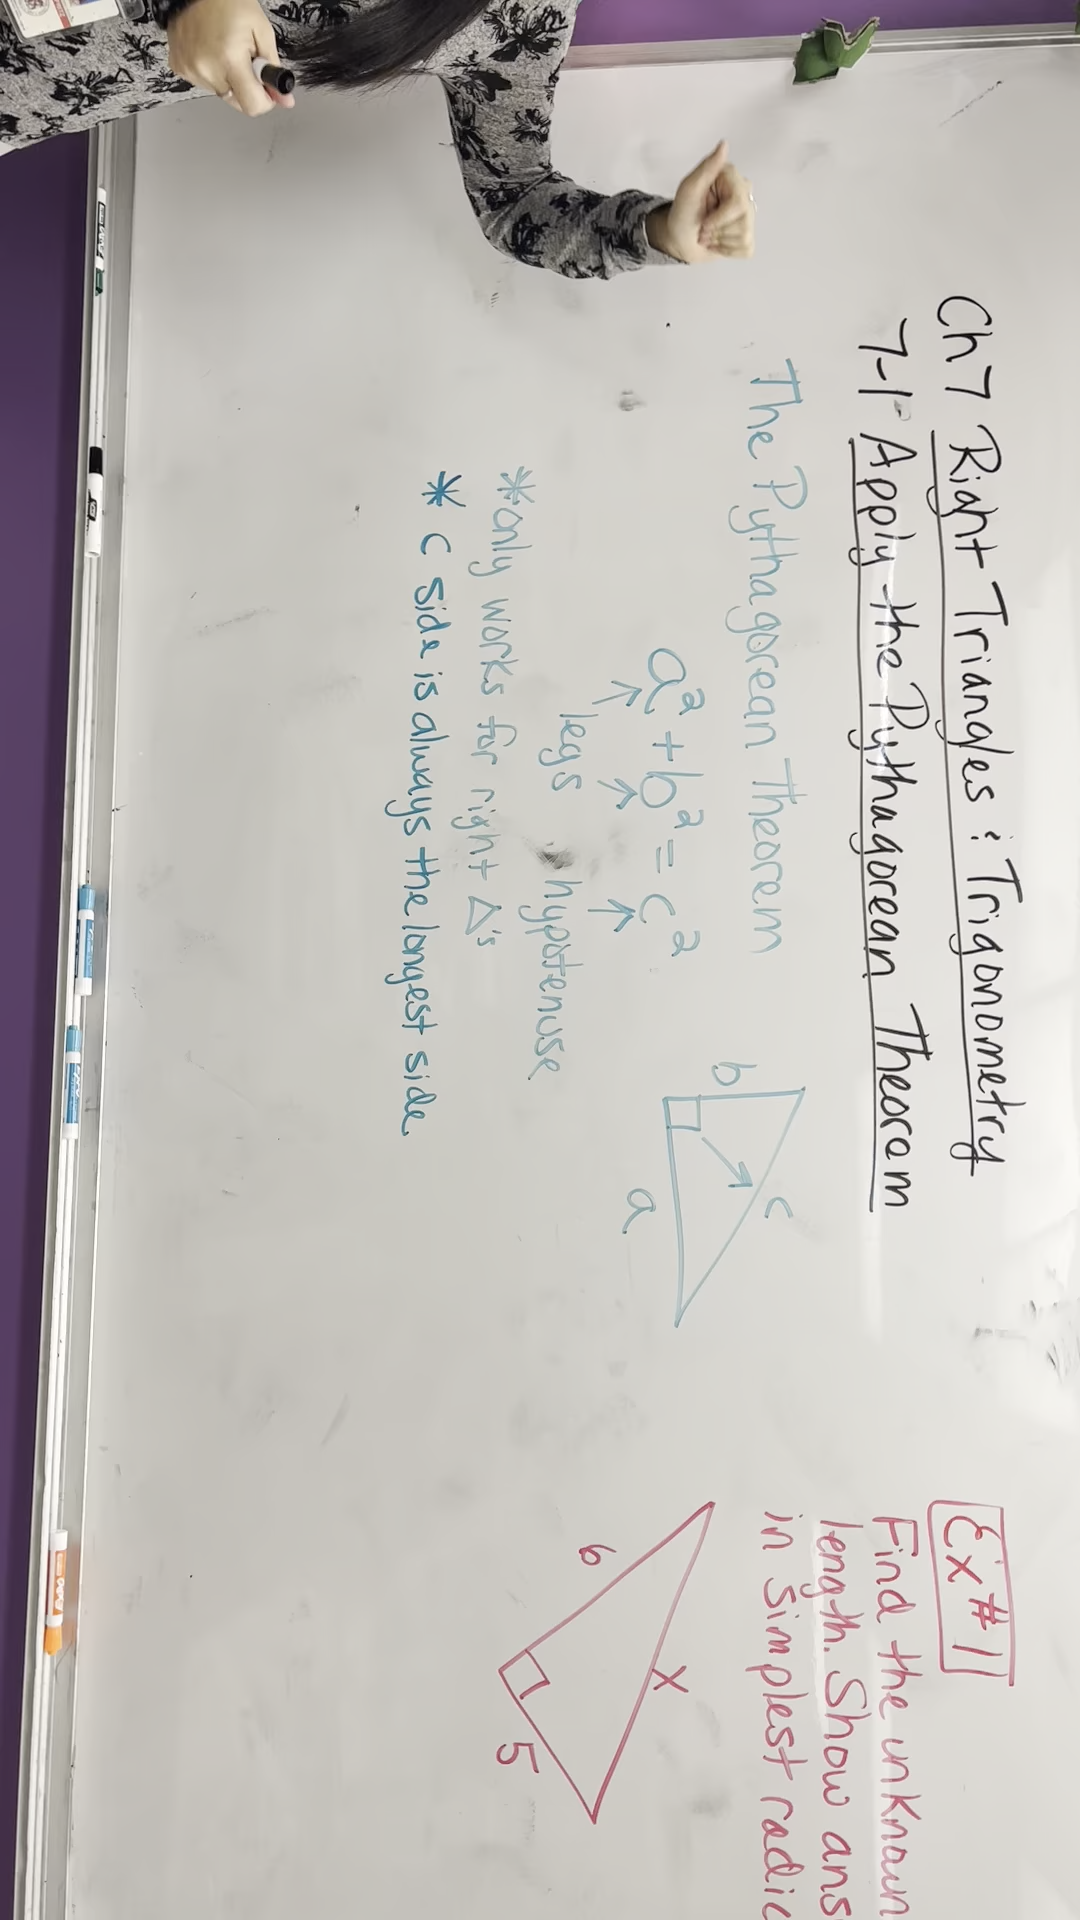 Ch 7 Right Triangles : Trigonometry
7-1 Apply the Pythagorean Theorem
The Pythagorean Theorem
a² + b² = c²
legs hypotenuse
*only works for right Δ's
* c side is always the longest side
b
c
a
Ex #1
Find the unknown
length. Show ans
in simplest radic
6
x
5